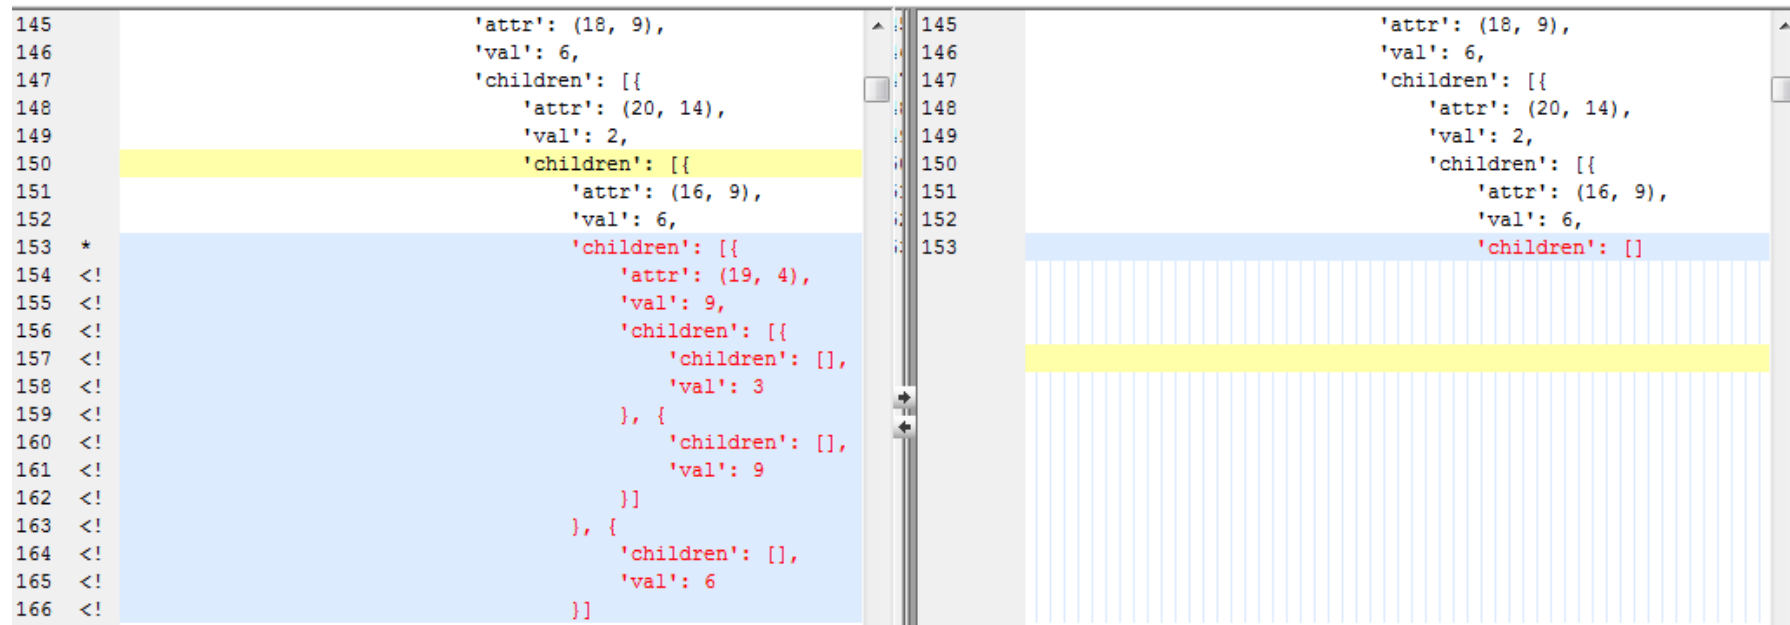 145 'attr': (18, 9),
146 'val': 6,
147 'children': [{
148 'attr': (20, 14),
149 'val': 2,
150 'children': [{
151 'attr': (16, 9),
152 'val': 6,
153 * 'children': [{
154 <! 'attr': (19, 4),
155 <! 'val': 9,
156 <! 'children': [{
157 <! 'children': [],
158 <! 'val': 3
159 <! }, {
160 <! 'children': [],
161 <! 'val': 9
162 <! }]
163 <! }, {
164 <! 'children': [],
165 <! 'val': 6
166 <! }]
145 'attr': (18, 9),
146 'val': 6,
147 'children': [{
148 'attr': (20, 14),
149 'val': 2,
150 'children': [{
151 'attr': (16, 9),
152 'val': 6,
153 'children': []